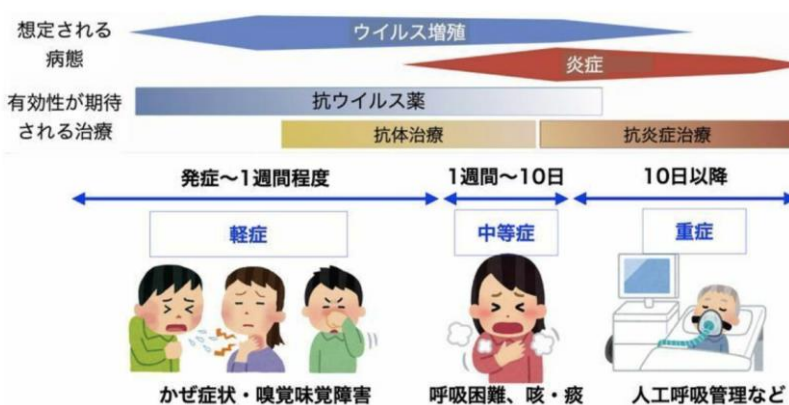 想定される
病態
ウイルス増殖
炎症
有効性が期待
される治療
抗ウイルス薬
抗体治療
抗炎症治療
発症～1週間程度
1週間～10日
10日以降
軽症
中等症
重症
かぜ症状・嗅覚味覚障害
呼吸困難、咳・痰
人工呼吸管理など